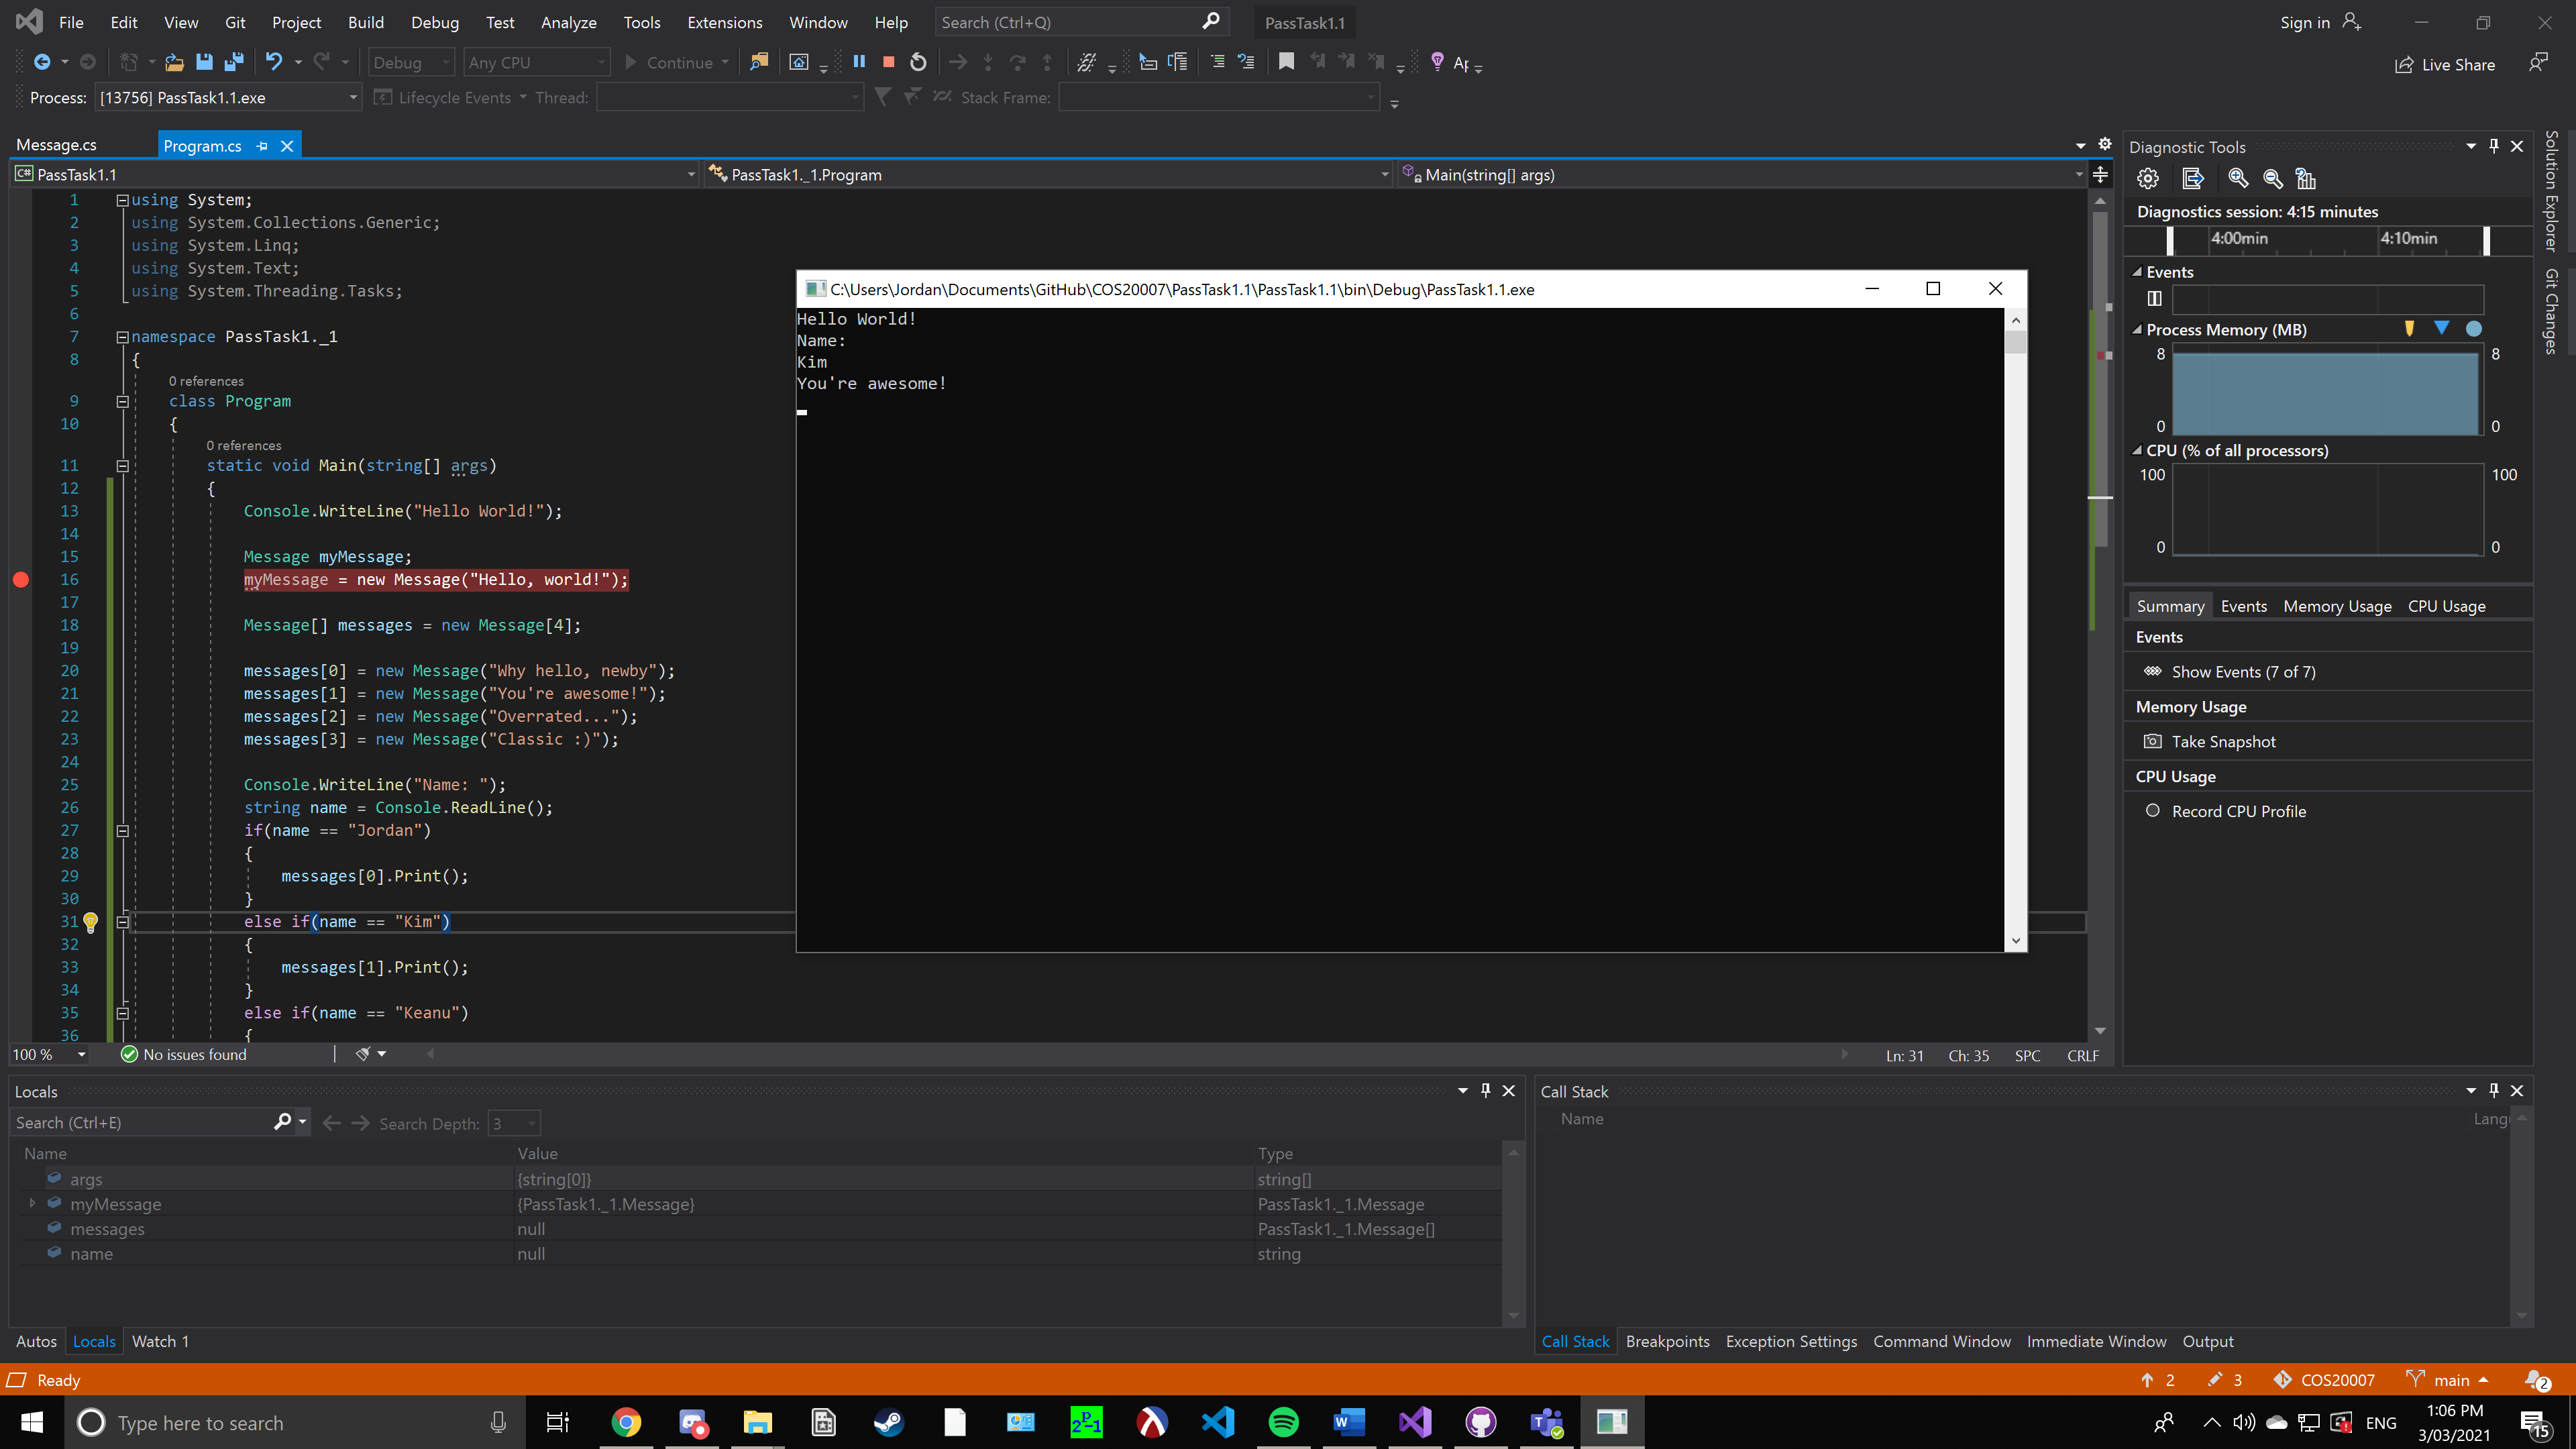 File Edit View Git Project Build Debug Test Analyze Tools Extensions Window Help Search (Ctrl+Q) PassTask1.1 Sign in
Debug Any CPU Continue Live Share
Process: [13756] PassTask1.1.exe Lifecycle Events Thread: Stack Frame:
Message.cs Program.cs
PassTask1.1 PassTask1._1.Program Main(string[] args)
1 using System;
2 using System.Collections.Generic;
3 using System.Linq;
4 using System.Text;
5 using System.Threading.Tasks;
6
7 namespace PassTask1._1
8 {
0 references
9 class Program
10 {
0 references
11 static void Main(string[] args)
12 {
13 Console.WriteLine("Hello World!");
14
15 Message myMessage;
16 myMessage = new Message("Hello, world!");
17
18 Message[] messages = new Message[4];
19
20 messages[0] = new Message("Why hello, newby");
21 messages[1] = new Message("You're awesome!");
22 messages[2] = new Message("Overrated...");
23 messages[3] = new Message("Classic :)");
24
25 Console.WriteLine("Name: ");
26 string name = Console.ReadLine();
27 if(name == "Jordan")
28 {
29 messages[0].Print();
30 }
31 else if(name == "Kim")
32 {
33 messages[1].Print();
34 }
35 else if(name == "Keanu")
36 {
100 % No issues found Ln: 31 Ch: 35 SPC CRLF
C:\Users\Jordan\Documents\GitHub\COS20007\PassTask1.1\PassTask1.1\bin\Debug\PassTask1.1.exe
Hello World!
Name:
Kim
You're awesome!
Diagnostic Tools
Diagnostics session: 4:15 minutes
4:00min 4:10min
Events
Process Memory (MB)
8 8
0 0
CPU (% of all processors)
100 100
0 0
Summary Events Memory Usage CPU Usage
Events
Show Events (7 of 7)
Memory Usage
Take Snapshot
CPU Usage
Record CPU Profile
Solution Explorer
Git Changes
Locals
Search (Ctrl+E) Search Depth: 3
Name Value Type
args {string[0]} string[]
myMessage {PassTask1._1.Message} PassTask1._1.Message
messages null PassTask1._1.Message[]
name null string
Autos Locals Watch 1
Call Stack
Name Langu
Call Stack Breakpoints Exception Settings Command Window Immediate Window Output
Ready 2 3 COS20007 main 2
Type here to search ENG 1:06 PM
3/03/2021 15